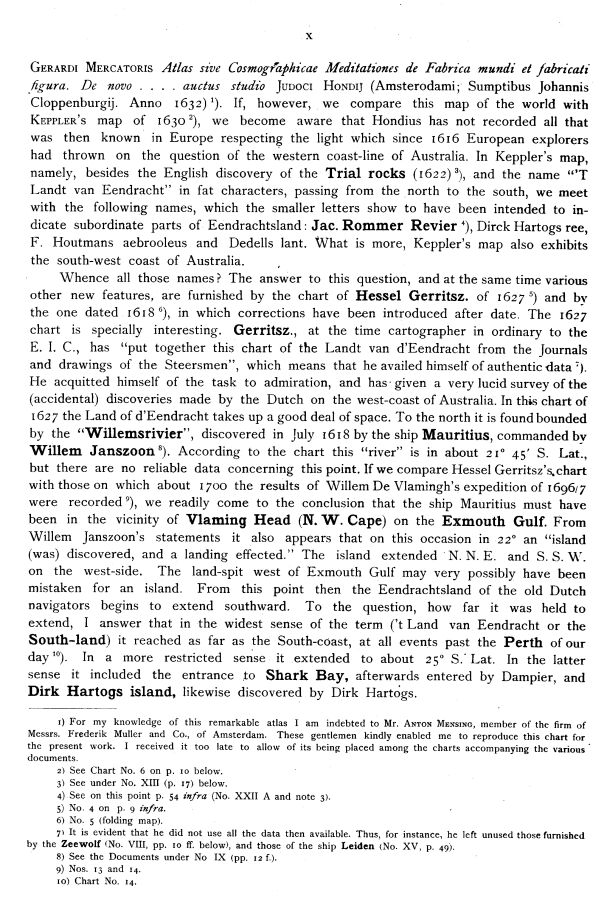 x
GERARDI MERCATORIS Atlas sive Cosmographicae Meditationes de Fabrica mundi et fabricati
figura. De novo . . . . auctus studio JUDOCI HONDIJ (Amsterodami; Sumptibus Johannis
Cloppenburgij. Anno 1632) 1). If, however, we compare this map of the world with
KEPPLER's map of 1630 2), we become aware that Hondius has not recorded all that
was then known in Europe respecting the light which since 1616 European explorers
had thrown on the question of the western coast-line of Australia. In Keppler's map,
namely, besides the English discovery of the Trial rocks (1622) 3), and the name "'T
Landt van Eendracht" in fat characters, passing from the north to the south, we meet
with the following names, which the smaller letters show to have been intended to in-
dicate subordinate parts of Eendrachtsland: Jac. Rommer Revier 4), Dirck Hartogs ree,
F. Houtmans aebrooleus and Dedells lant. What is more, Keppler's map also exhibits
the south-west coast of Australia.
Whence all those names? The answer to this question, and at the same time various
other new features, are furnished by the chart of Hessel Gerritsz. of 1627 5) and by
the one dated 1618 6), in which corrections have been introduced after date. The 1627
chart is specially interesting. Gerritsz., at the time cartographer in ordinary to the
E. I. C., has "put together this chart of the Landt van d'Eendracht from the Journals
and drawings of the Steersmen", which means that he availed himself of authentic data 7).
He acquitted himself of the task to admiration, and has given a very lucid survey of the
(accidental) discoveries made by the Dutch on the west-coast of Australia. In this chart of
1627 the Land of d'Eendracht takes up a good deal of space. To the north it is found bounded
by the "Willemsrivier", discovered in July 1618 by the ship Mauritius, commanded by
Willem Janszoon 8). According to the chart this "river" is in about 21° 45' S. Lat.,
but there are no reliable data concerning this point. If we compare Hessel Gerritsz's chart
with those on which about 1700 the results of Willem De Vlamingh's expedition of 1696/7
were recorded 9), we readily come to the conclusion that the ship Mauritius must have
been in the vicinity of Vlaming Head (N. W. Cape) on the Exmouth Gulf. From
Willem Janszoon's statements it also appears that on this occasion in 22° an "island
(was) discovered, and a landing effected." The island extended N. N. E. and S. S. W.
on the west-side. The land-spit west of Exmouth Gulf may very possibly have been
mistaken for an island. From this point then the Eendrachtsland of the old Dutch
navigators begins to extend southward. To the question, how far it was held to
extend, I answer that in the widest sense of the term ('t Land van Eendracht or the
South-land) it reached as far as the South-coast, at all events past the Perth of our
day 10). In a more restricted sense it extended to about 25° S. Lat. In the latter
sense it included the entrance to Shark Bay, afterwards entered by Dampier, and
Dirk Hartogs island, likewise discovered by Dirk Hartogs.
1) For my knowledge of this remarkable atlas I am indebted to Mr. ANTON MENSING, member of the firm of
Messrs. Frederik Muller and Co., of Amsterdam. These gentlemen kindly enabled me to reproduce this chart for
the present work. I received it too late to allow of its being placed among the charts accompanying the various
documents.
2) See Chart No. 6 on p. 10 below.
3) See under No. XIII (p. 17) below.
4) See on this point p. 54 infra (No. XXII A and note 3).
5) No. 4 on p. 9 infra.
6) No. 5 (folding map).
7) It is evident that he did not use all the data then available. Thus, for instance, he left unused those furnished
by the Zeewolf (No. VIII, pp. 10 ff. below), and those of the ship Leiden (No. XV, p. 49).
8) See the Documents under No IX (pp. 12 f.).
9) Nos. 13 and 14.
10) Chart No. 14.